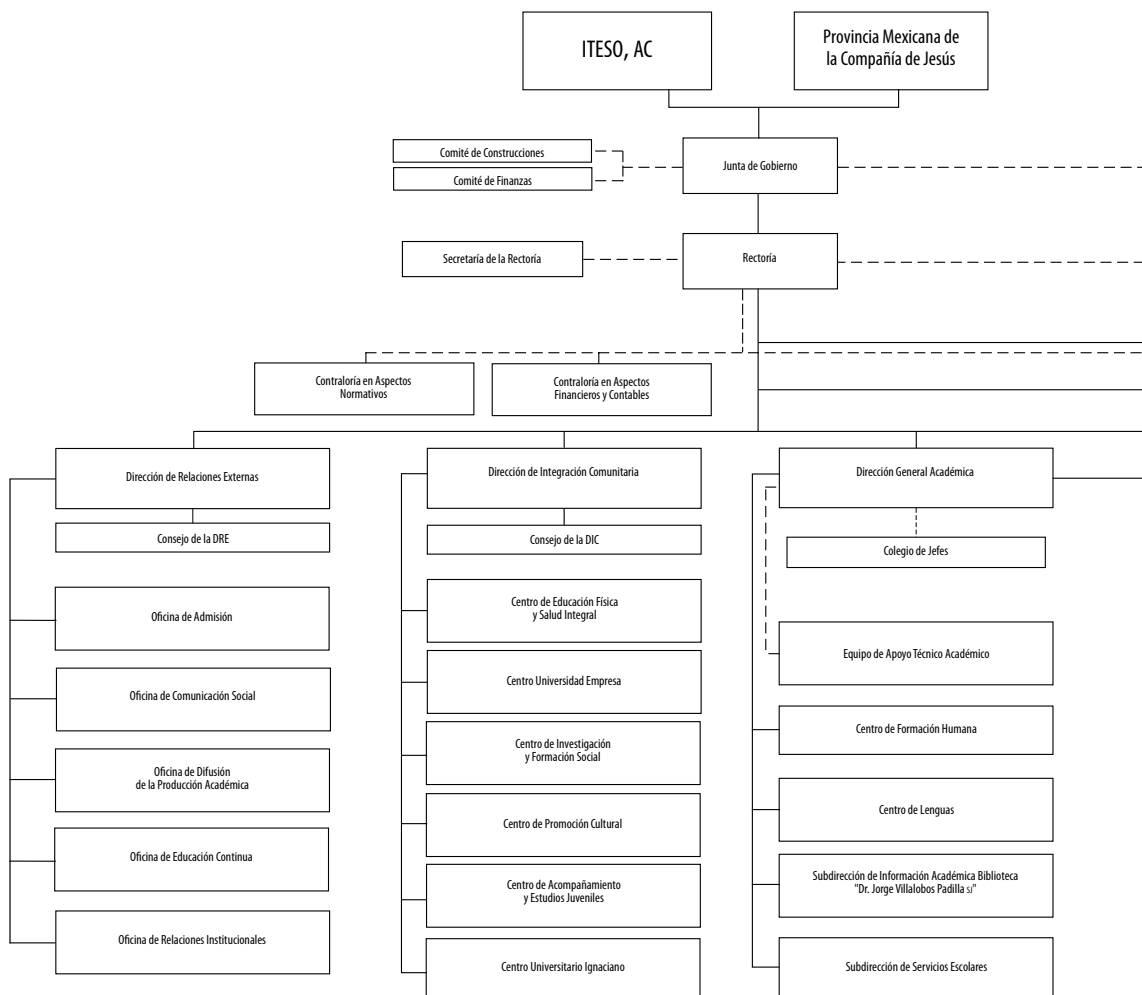 ITESO, AC
Provincia Mexicana de
la Compañía de Jesús
Comité de Construcciones
Comité de Finanzas
Junta de Gobierno
Secretaría de la Rectoría
Rectoría
Contraloría en Aspectos
Normativos
Contraloría en Aspectos
Financieros y Contables
Dirección de Relaciones Externas
Consejo de la DRE
Oficina de Admisión
Oficina de Comunicación Social
Oficina de Difusión
de la Producción Académica
Oficina de Educación Continua
Oficina de Relaciones Institucionales
Dirección de Integración Comunitaria
Consejo de la DIC
Centro de Educación Física
y Salud Integral
Centro Universidad Empresa
Centro de Investigación
y Formación Social
Centro de Promoción Cultural
Centro de Acompañamiento
y Estudios Juveniles
Centro Universitario Ignaciano
Dirección General Académica
Colegio de Jefes
Equipo de Apoyo Técnico Académico
Centro de Formación Humana
Centro de Lenguas
Subdirección de Información Académica Biblioteca
"Dr. Jorge Villalobos Padilla SJ"
Subdirección de Servicios Escolares